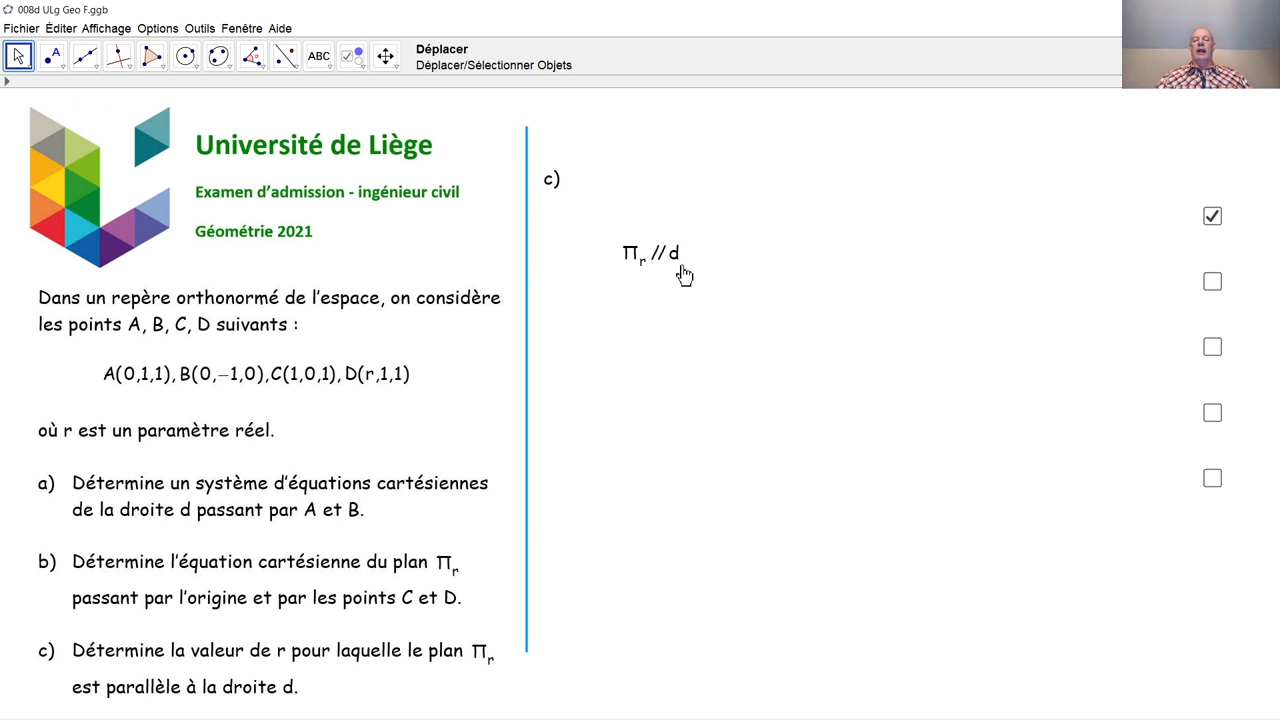 008d ULg Geo F.ggb
Fichier Éditer Affichage Options Outils Fenêtre Aide
A
ABC
Déplacer
Déplacer/Sélectionner Objets
Université de Liège
Examen d'admission - ingénieur civil
Géométrie 2021
Dans un repère orthonormé de l'espace, on considère
les points A, B, C, D suivants :
A(0,1,1), B(0,−1,0),C(1,0,1), D(r,1,1)
où r est un paramètre réel.
a) Détermine un système d'équations cartésiennes
de la droite d passant par A et B.
b) Détermine l'équation cartésienne du plan Πr
passant par l'origine et par les points C et D.
c) Détermine la valeur de r pour laquelle le plan Πr
est parallèle à la droite d.
c)
Πr // d